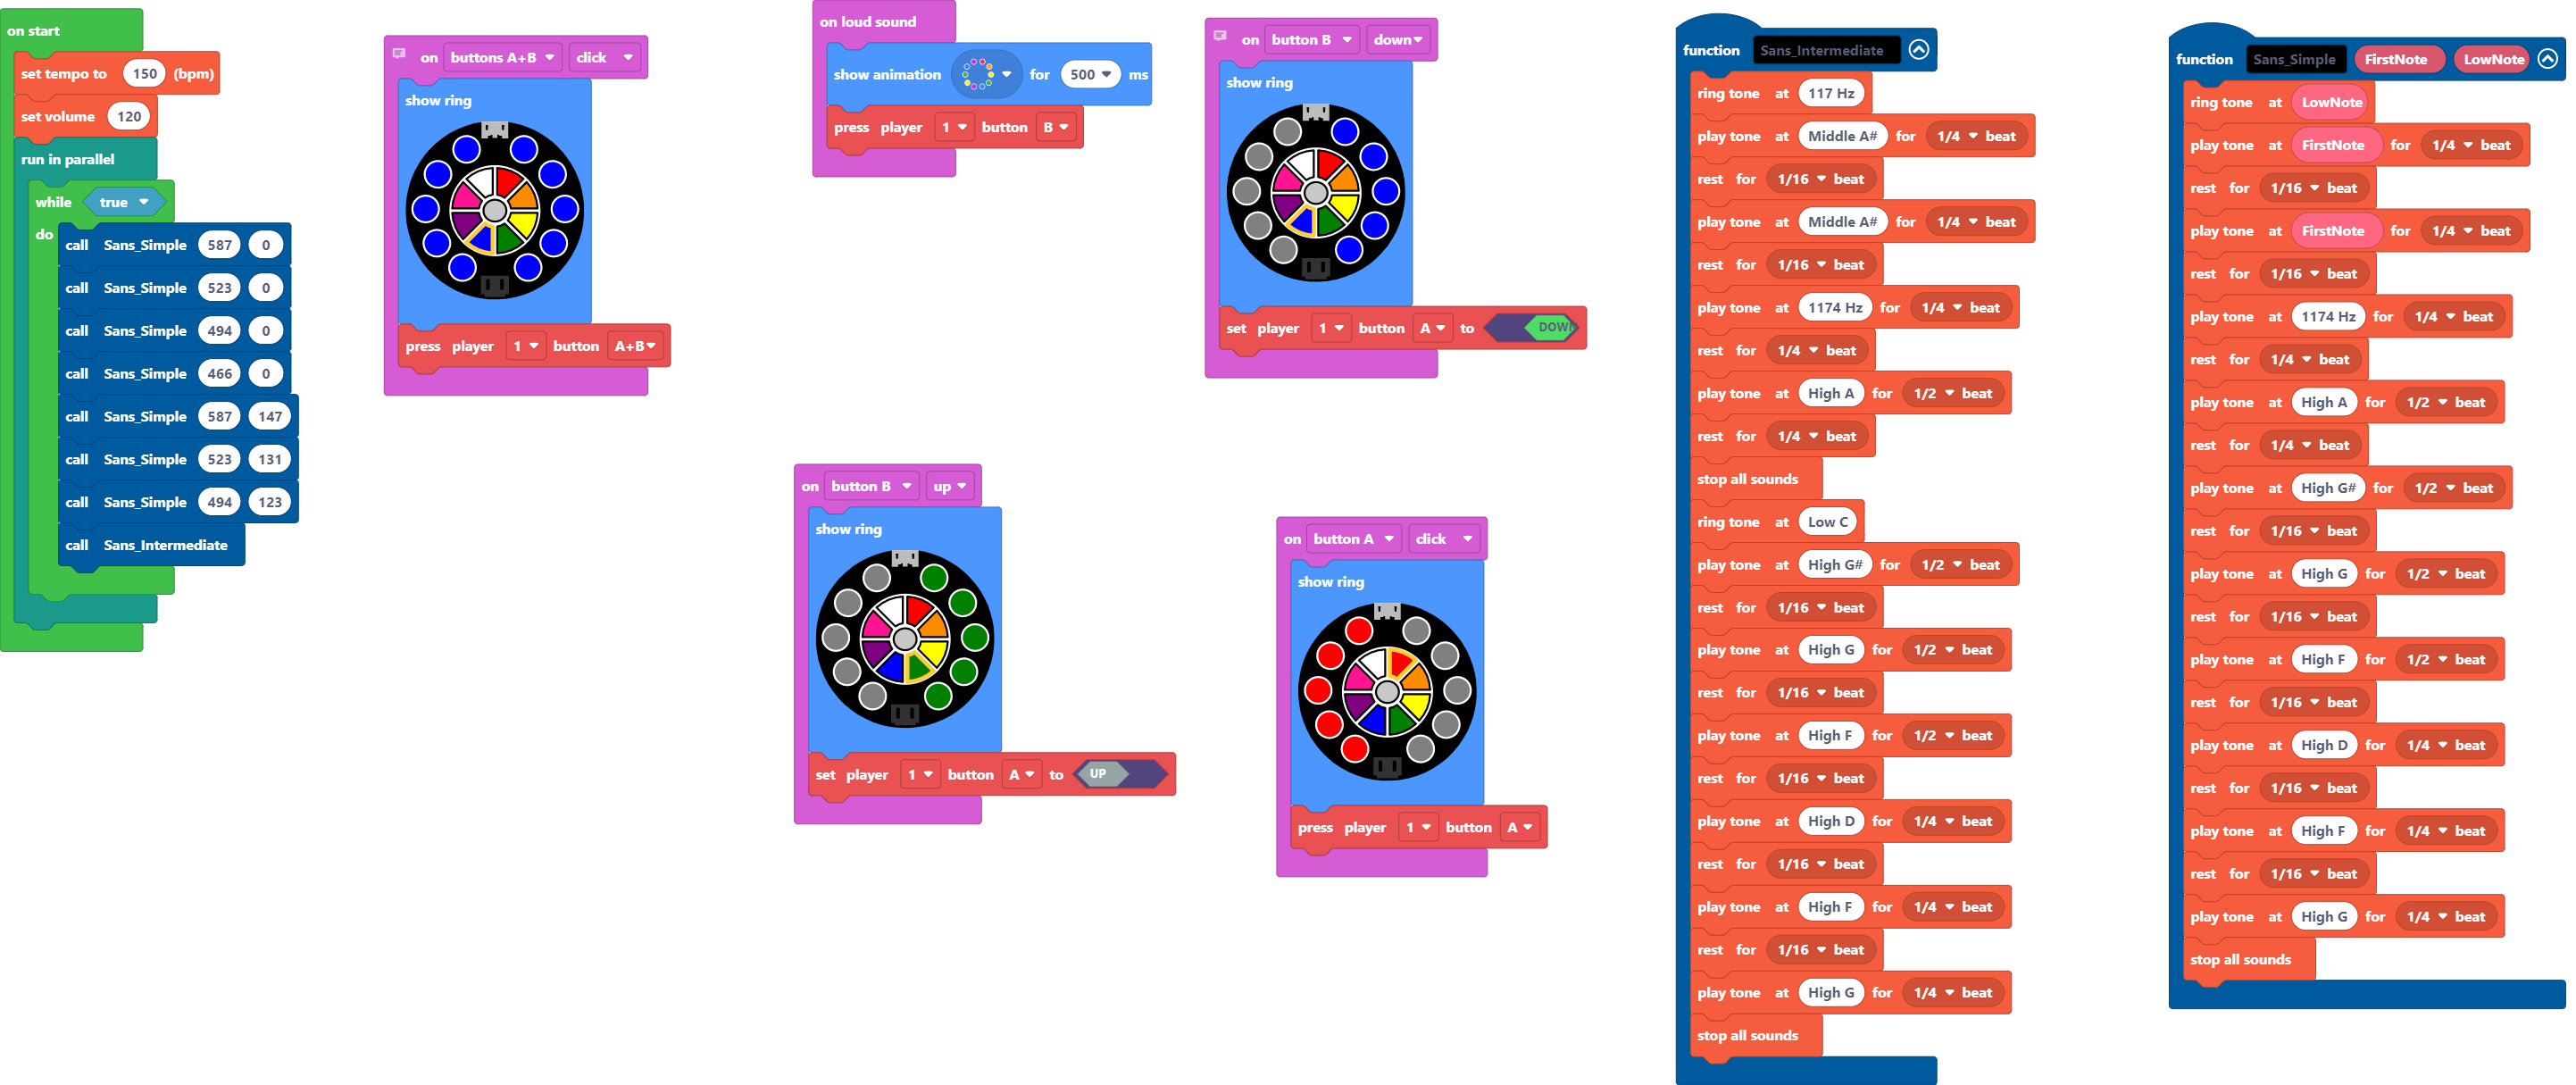 on start
set tempo to 150 (bpm)
set volume 120
run in parallel
while true
do
call Sans_Simple 587 0
call Sans_Simple 523 0
call Sans_Simple 494 0
call Sans_Simple 466 0
call Sans_Simple 587 147
call Sans_Simple 523 131
call Sans_Simple 494 123
call Sans_Intermediate
on buttons A+B click
show ring
press player 1 button A+B
on loud sound
show animation for 500 ms
press player 1 button B
on button B down
show ring
set player 1 button A to DOWN
on button B up
show ring
set player 1 button A to UP
on button A click
show ring
press player 1 button A
function Sans_Intermediate
ring tone at 117 Hz
play tone at Middle A# for 1/4 beat
rest for 1/16 beat
play tone at Middle A# for 1/4 beat
rest for 1/16 beat
play tone at 1174 Hz for 1/4 beat
rest for 1/4 beat
play tone at High A for 1/2 beat
rest for 1/4 beat
stop all sounds
ring tone at Low C
play tone at High G# for 1/2 beat
rest for 1/16 beat
play tone at High G for 1/2 beat
rest for 1/16 beat
play tone at High F for 1/2 beat
rest for 1/16 beat
play tone at High D for 1/4 beat
rest for 1/16 beat
play tone at High F for 1/4 beat
rest for 1/16 beat
play tone at High G for 1/4 beat
stop all sounds
function Sans_Simple FirstNote LowNote
ring tone at LowNote
play tone at FirstNote for 1/4 beat
rest for 1/16 beat
play tone at FirstNote for 1/4 beat
rest for 1/16 beat
play tone at 1174 Hz for 1/4 beat
rest for 1/4 beat
play tone at High A for 1/2 beat
rest for 1/4 beat
play tone at High G# for 1/2 beat
rest for 1/16 beat
play tone at High G for 1/2 beat
rest for 1/16 beat
play tone at High F for 1/2 beat
rest for 1/16 beat
play tone at High D for 1/4 beat
rest for 1/16 beat
play tone at High F for 1/4 beat
rest for 1/16 beat
play tone at High G for 1/4 beat
stop all sounds